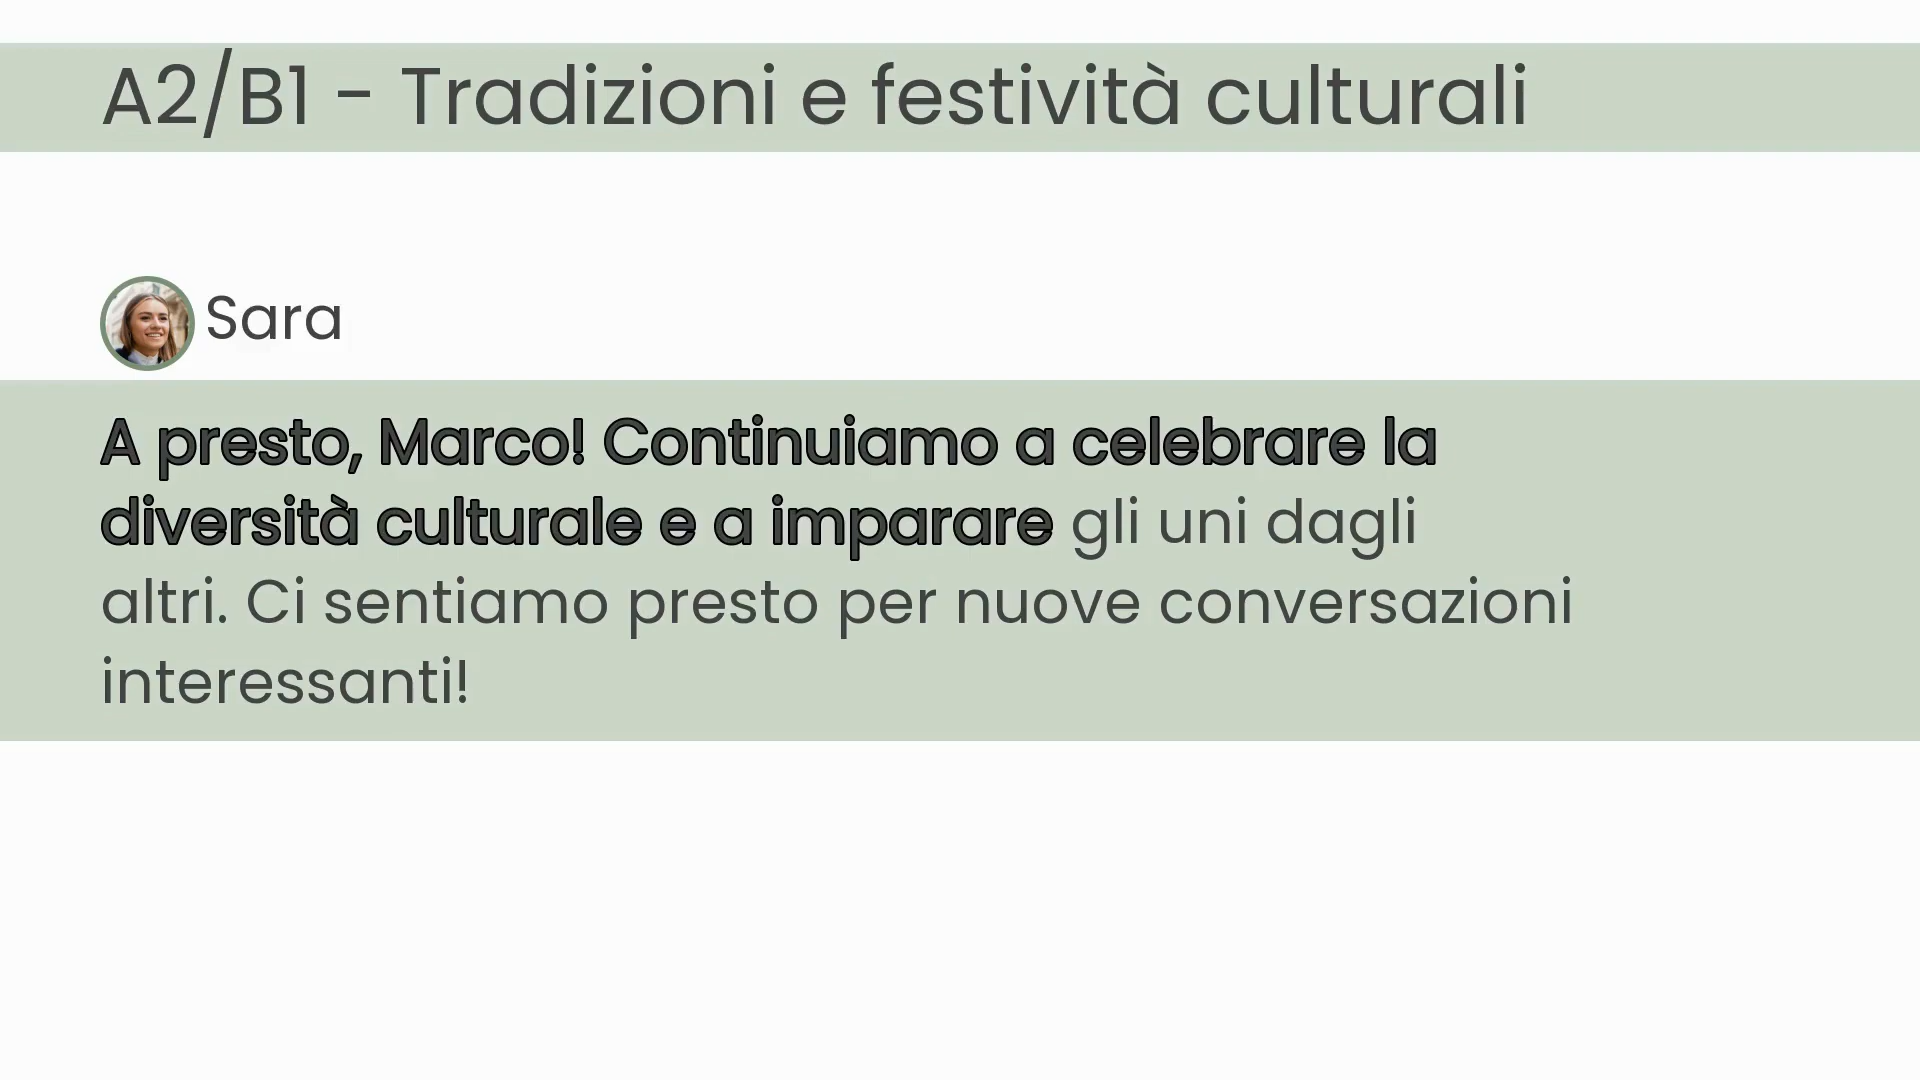 A2/B1 - Tradizioni e festività culturali
Sara
A presto, Marco! Continuiamo a celebrare la
diversità culturale e a imparare gli uni dagli
altri. Ci sentiamo presto per nuove conversazioni
interessanti!